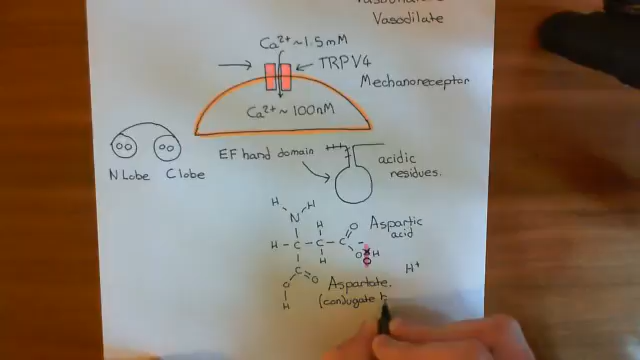 Vasodilate
Ca²⁺ ~ 1.5mM
TRPV4
Mechanoreceptor
Ca²⁺ ~ 100nM
N Lobe C lobe
EF hand domain
acidic
residues.
H H
N
H
H - C - C - C O
O H
H
C O
O
H
Aspartic
acid
H⁺
Aspartate.
(conjugate